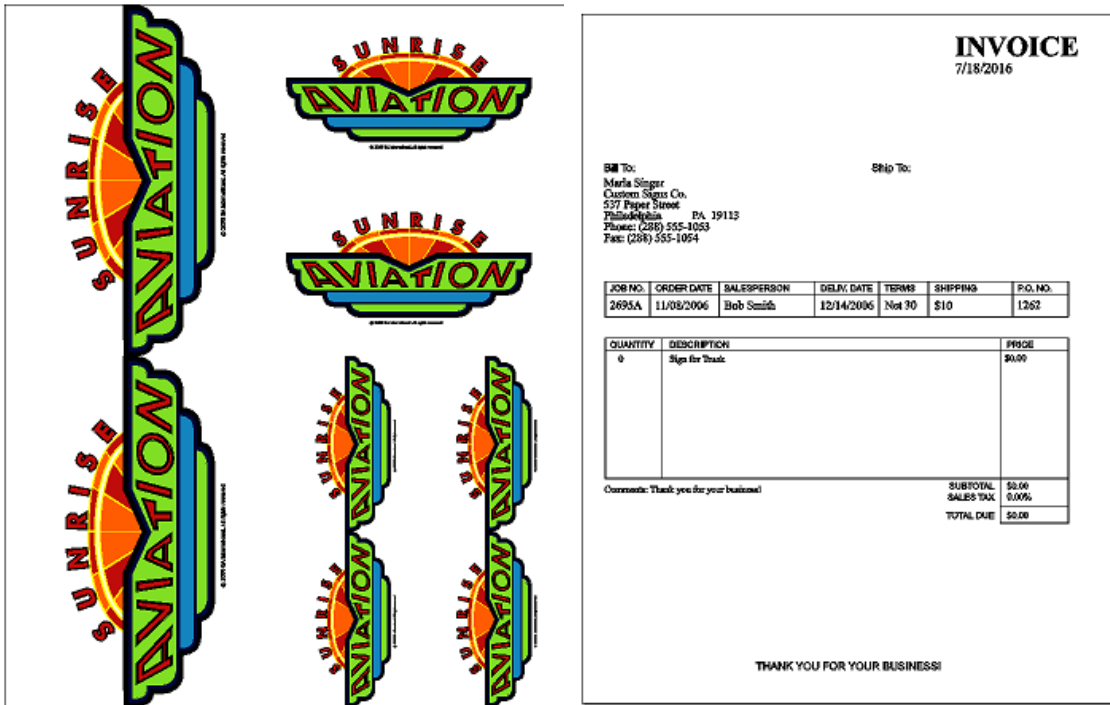 SUNRISE
AVIATION
SUNRISE
AVIATION
SUNRISE
AVIATION
SUNRISE
AVIATION
SUNRISE
AVIATION
SUNRISE
AVIATION
SUNRISE
AVIATION
SUNRISE
AVIATION
INVOICE
7/18/2016
Bill To:
Ship To:
Marla Singer
Custom Signs Co.
537 Paper Street
Philadelphia PA 19113
Phone: (288) 555-1053
Fax: (288) 555-1054
JOB NO. ORDER DATE SALESPERSON DELIV. DATE TERMS SHIPPING P.O. NO.
2695A 11/08/2006 Bob Smith 12/14/2006 Net 30 $10 1262
QUANTITY DESCRIPTION PRICE
0 Sign for Truck $0.00
Comments: Thank you for your business!
SUBTOTAL $0.00
SALES TAX 0.00%
TOTAL DUE $0.00
THANK YOU FOR YOUR BUSINESS!